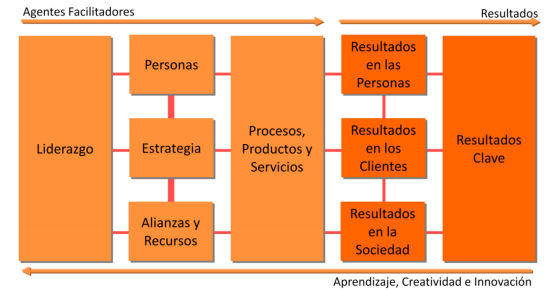 Agentes Facilitadores
Resultados
Liderazgo
Personas
Estrategia
Alianzas y
Recursos
Procesos,
Productos y
Servicios
Resultados
en las
Personas
Resultados
en los
Clientes
Resultados
en la
Sociedad
Resultados
Clave
Aprendizaje, Creatividad e Innovación